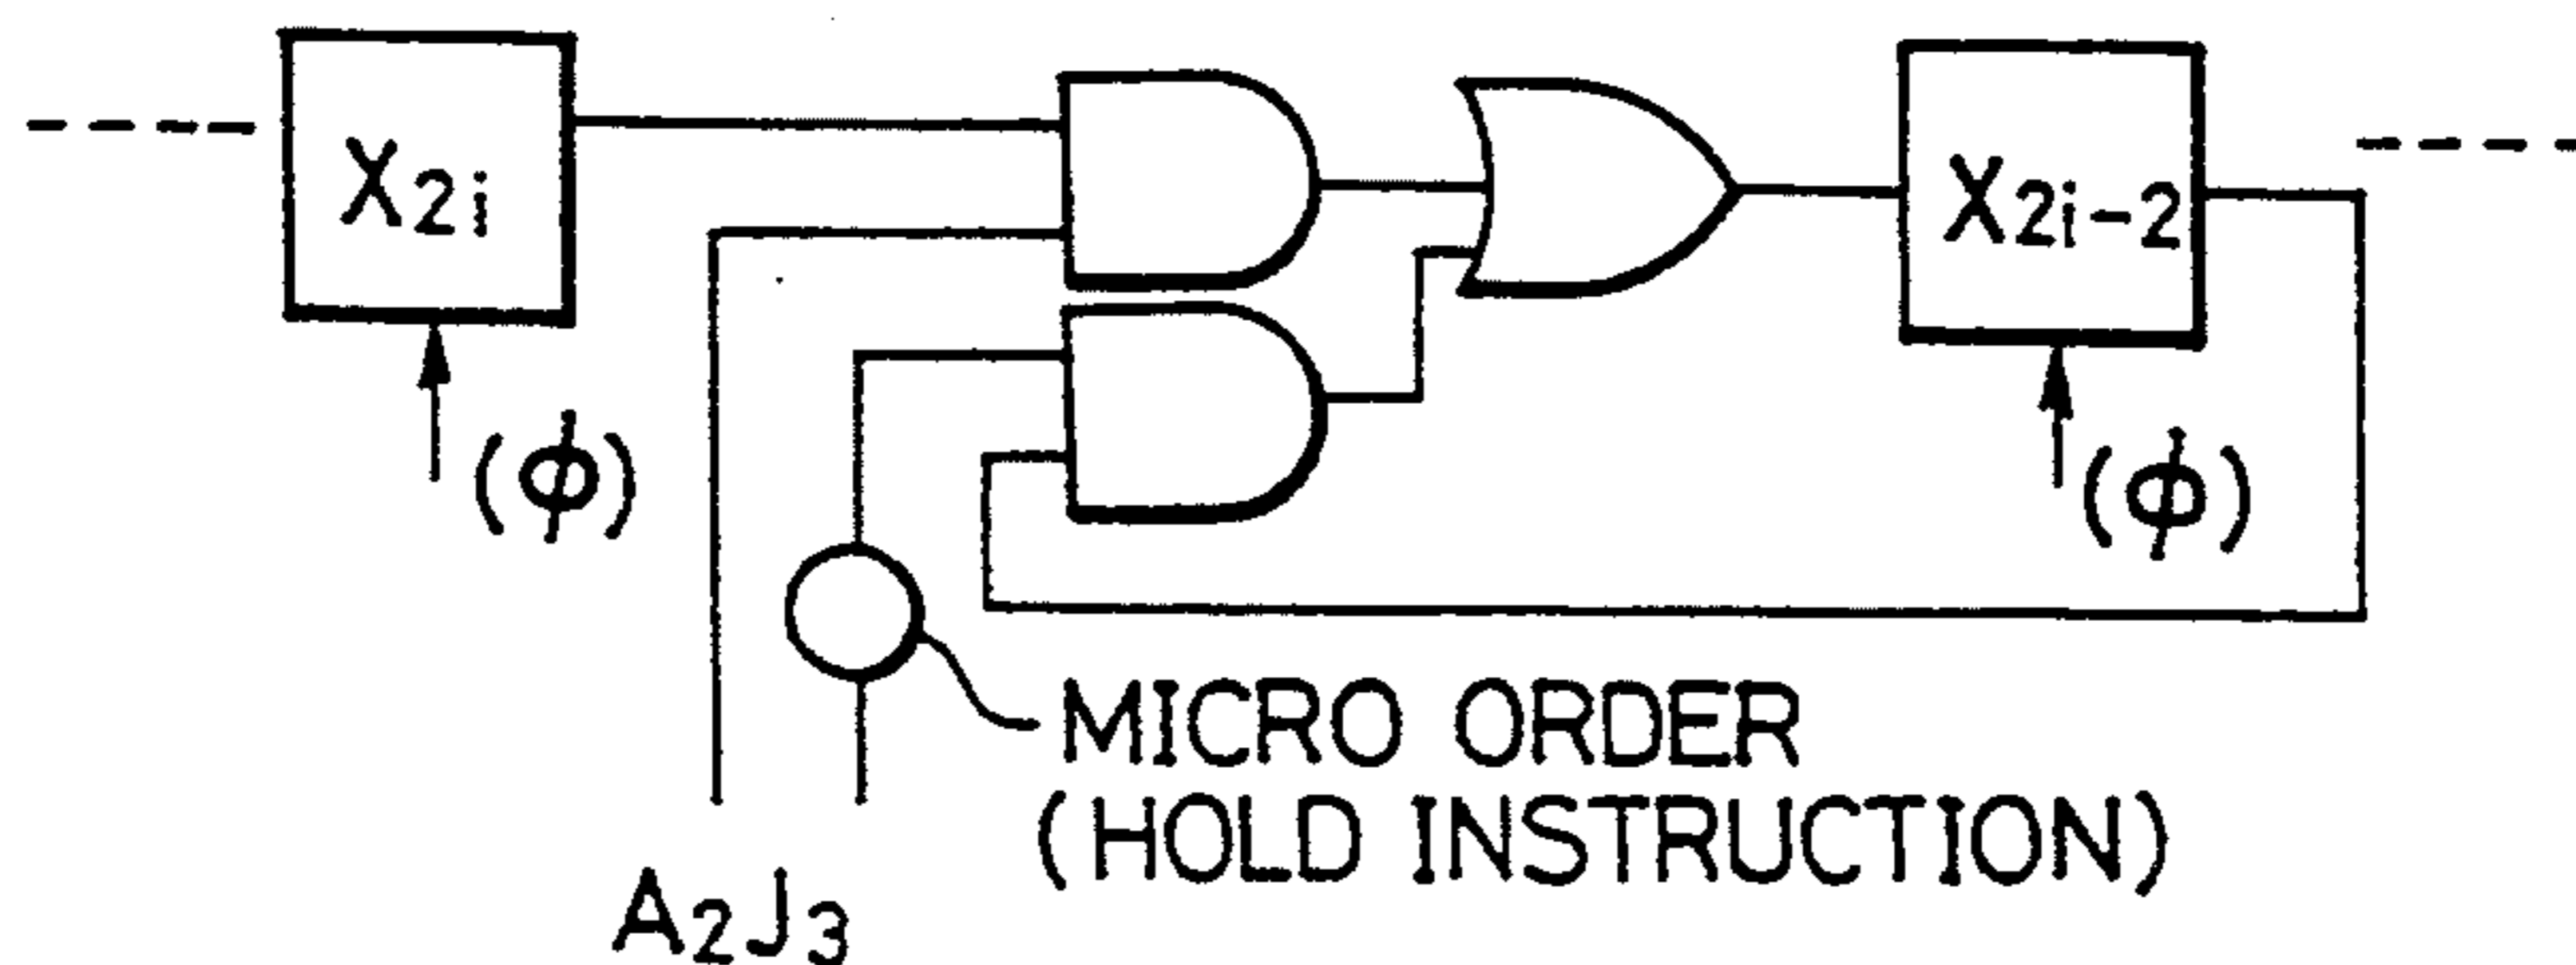 X2i
X2i-2
(ϕ)
(ϕ)
MICRO ORDER
(HOLD INSTRUCTION)
A2J3